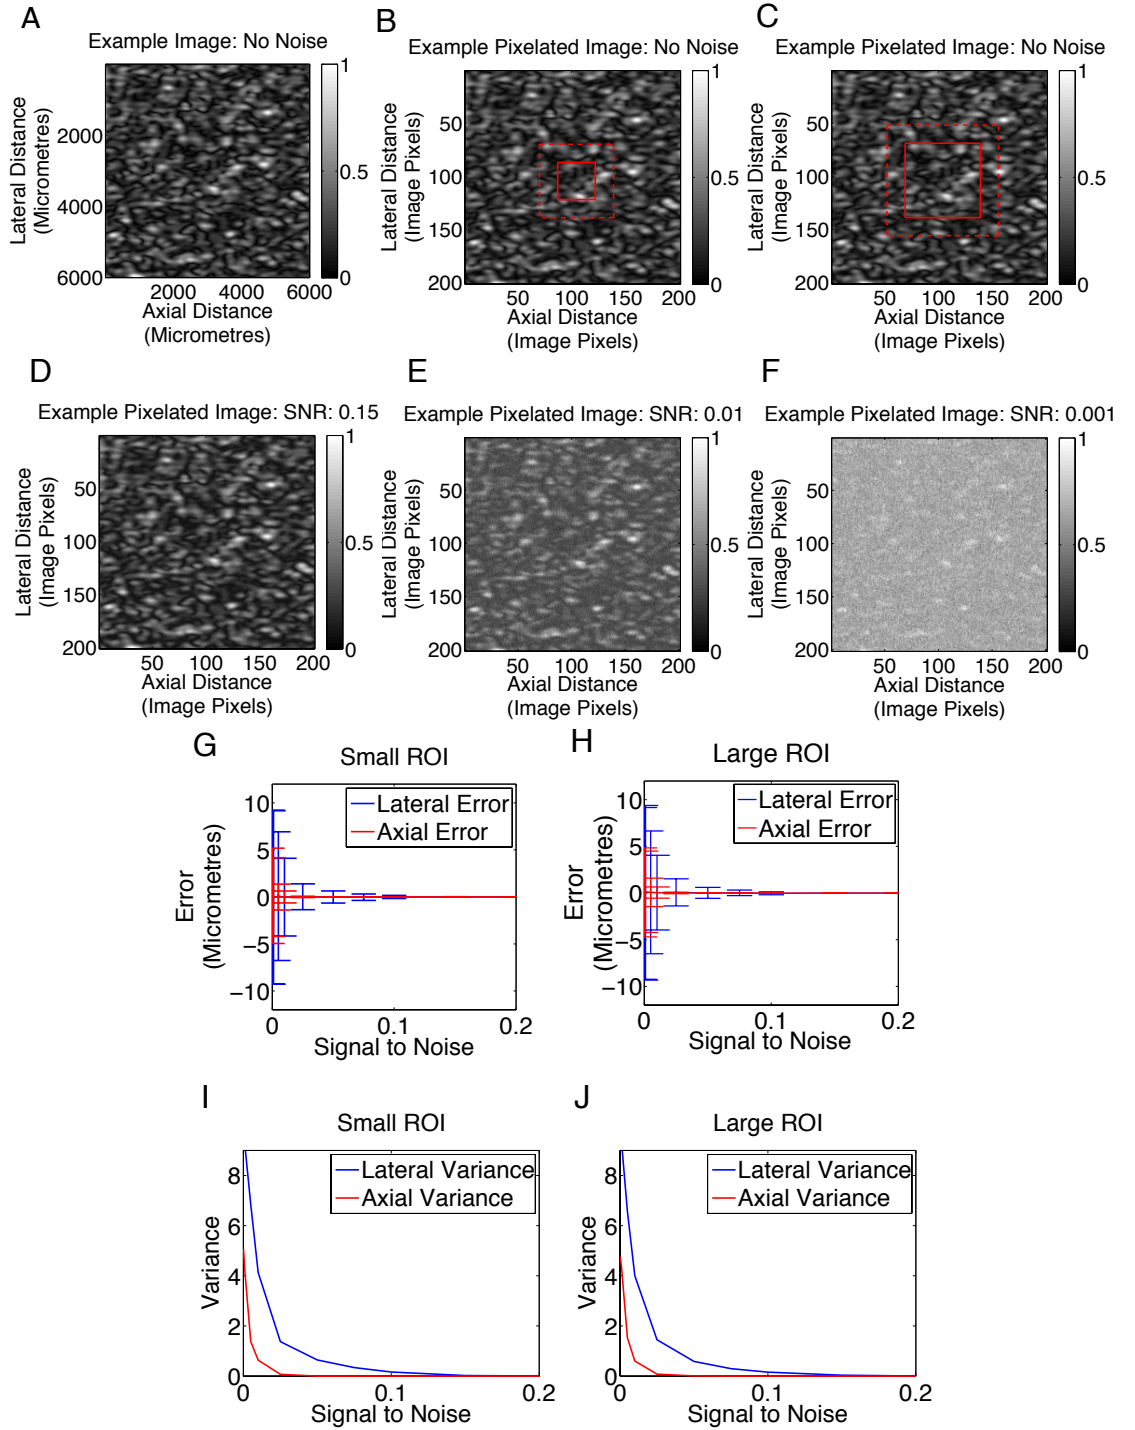 A
Example Image: No Noise
Lateral Distance
(Micrometres)
2000
4000
6000
2000 4000 6000
Axial Distance
(Micrometres)
1
0.5
0
B
Example Pixelated Image: No Noise
Lateral Distance
(Image Pixels)
50
100
150
200
50 100 150 200
Axial Distance
(Image Pixels)
1
0.5
0
C
Example Pixelated Image: No Noise
Lateral Distance
(Image Pixels)
50
100
150
200
50 100 150 200
Axial Distance
(Image Pixels)
1
0.5
0
D
Example Pixelated Image: SNR: 0.15
Lateral Distance
(Image Pixels)
50
100
150
200
50 100 150 200
Axial Distance
(Image Pixels)
1
0.5
0
E
Example Pixelated Image: SNR: 0.01
Lateral Distance
(Image Pixels)
50
100
150
200
50 100 150 200
Axial Distance
(Image Pixels)
1
0.5
0
F
Example Pixelated Image: SNR: 0.001
Lateral Distance
(Image Pixels)
50
100
150
200
50 100 150 200
Axial Distance
(Image Pixels)
1
0.5
0
G
Small ROI
Lateral Error
Axial Error
Error
(Micrometres)
10
5
0
−5
−10
0 0.1 0.2
Signal to Noise
H
Large ROI
Lateral Error
Axial Error
Error
(Micrometres)
10
5
0
−5
−10
0 0.1 0.2
Signal to Noise
I
Small ROI
Lateral Variance
Axial Variance
Variance
8
6
4
2
0
0 0.1 0.2
Signal to Noise
J
Large ROI
Lateral Variance
Axial Variance
Variance
8
6
4
2
0
0 0.1 0.2
Signal to Noise